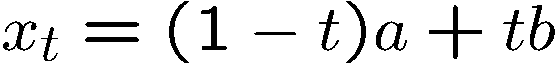 x_t = (1 − t)a + tb